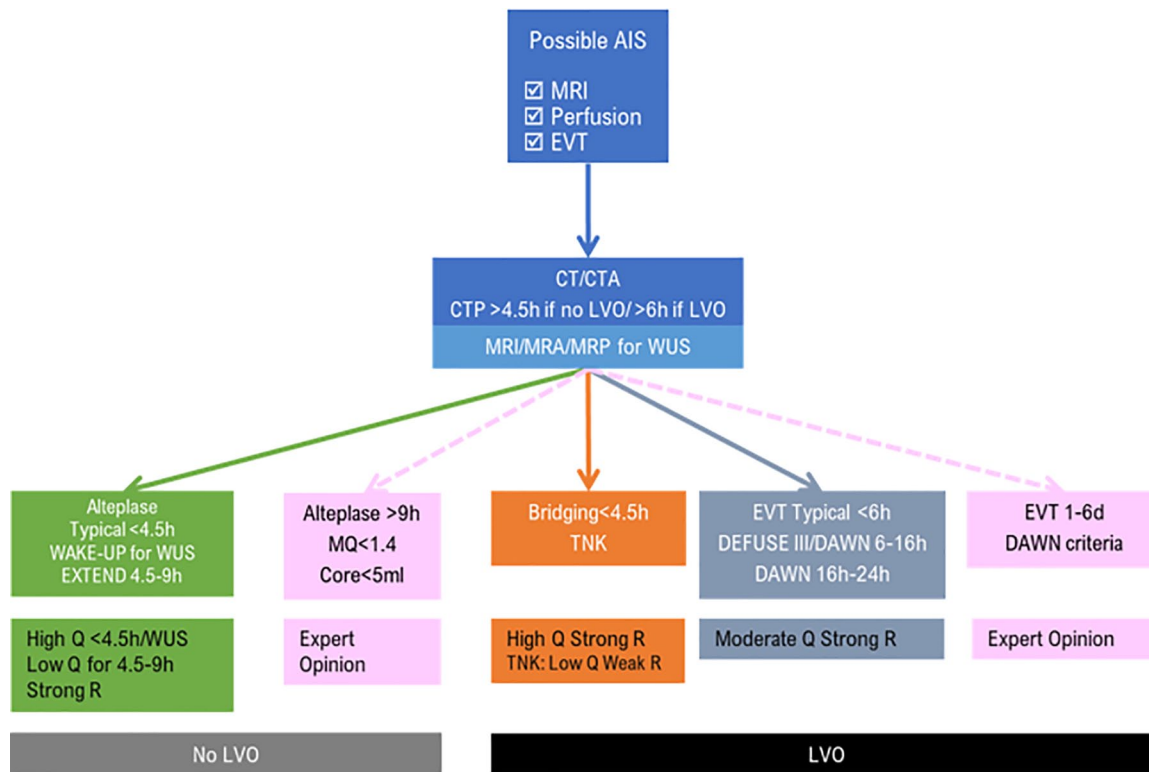 Possible AIS
☑ MRI
☑ Perfusion
☑ EVT
CT/CTA
CTP >4.5h if no LVO/ >6h if LVO
MRI/MRA/MRP for WUS
Alteplase
Typical <4.5h
WAKE-UP for WUS
EXTEND 4.5-9h
Alteplase >9h
MQ<1.4
Core<5ml
Bridging<4.5h
TNK
EVT Typical <6h
DEFUSE III/DAWN 6-16h
DAWN 16h-24h
EVT 1-6d
DAWN criteria
High Q <4.5h/WUS
Low Q for 4.5-9h
Strong R
Expert
Opinion
High Q Strong R
TNK: Low Q Weak R
Moderate Q Strong R
Expert Opinion
No LVO
LVO